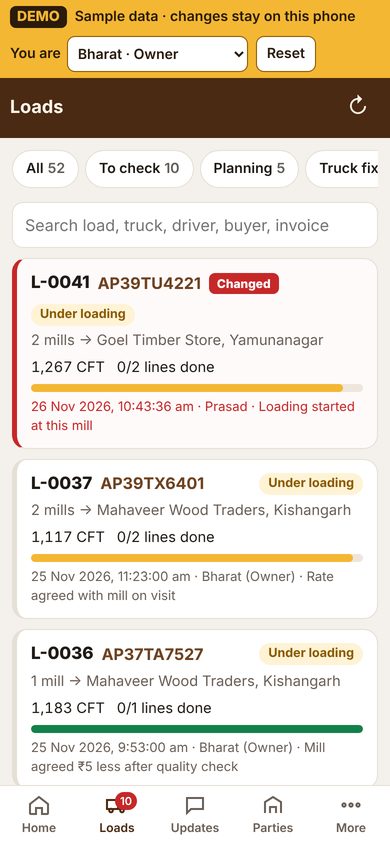 DEMO Sample data · changes stay on this phone
You are Bharat · Owner Reset
Loads
All 52 To check 10 Planning 5 Truck fix
Search load, truck, driver, buyer, invoice
L-0041 AP39TU4221 Changed
Under loading
2 mills → Goel Timber Store, Yamunanagar
1,267 CFT 0/2 lines done
26 Nov 2026, 10:43:36 am · Prasad · Loading started
at this mill
L-0037 AP39TX6401 Under loading
2 mills → Mahaveer Wood Traders, Kishangarh
1,117 CFT 0/2 lines done
25 Nov 2026, 11:23:00 am · Bharat (Owner) · Rate
agreed with mill on visit
L-0036 AP37TA7527 Under loading
1 mill → Mahaveer Wood Traders, Kishangarh
1,183 CFT 0/1 lines done
25 Nov 2026, 9:53:00 am · Bharat (Owner) · Mill
agreed ₹5 less after quality check
10
Home Loads Updates Parties More